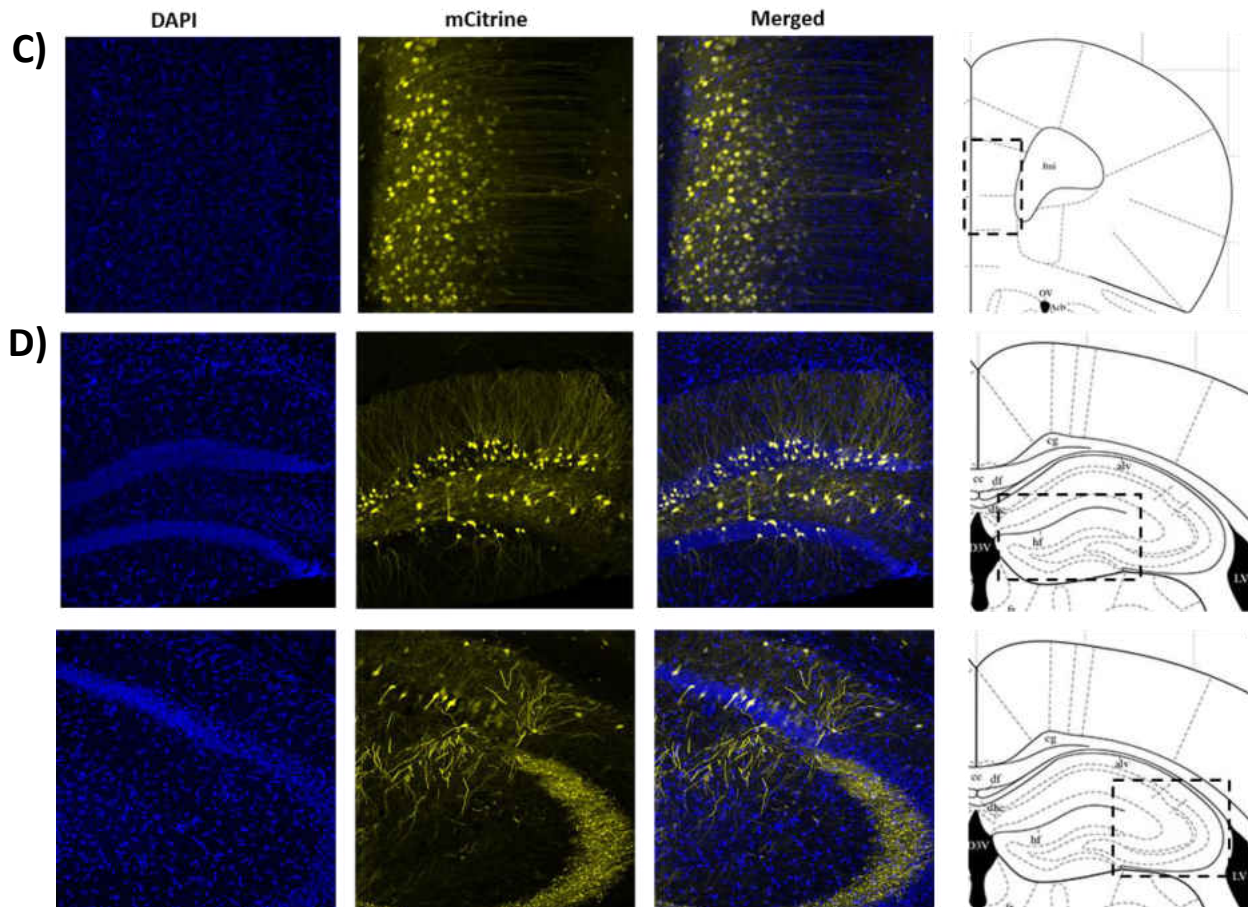 DAPI
mCitrine
Merged
C)
fmi
OV
D)
cg
alv
cc
df
dhc
hf
D3V
LV
cg
alv
cc
df
dhc
hf
D3V
LV